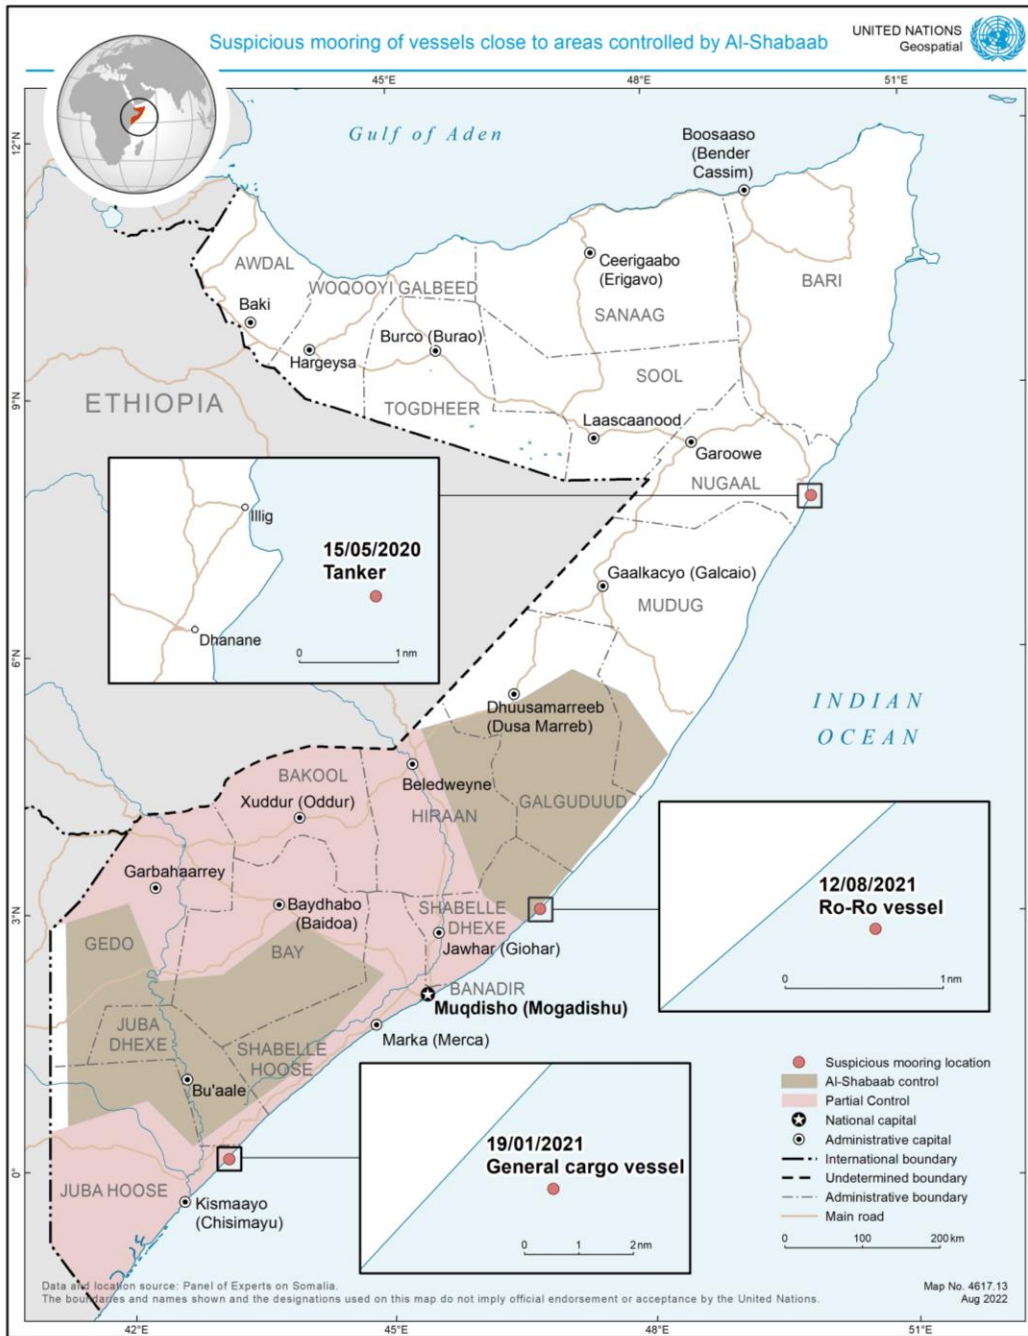 Suspicious mooring of vessels close to areas controlled by Al-Shabaab
UNITED NATIONS
Geospatial
45°E
48°E
51°E
12°N
Gulf of Aden
Boosaaso
(Bender
Cassim)
AWDAL
Ceerigaabo
(Erigavo)
BARI
WOQOOYI GALBEED
Baki
SANAAG
Burco (Burao)
Hargeysa
SOOL
9°N
ETHIOPIA
TOGDHEER
Laascaanood
Garoowe
NUGAAL
Illig
15/05/2020
Tanker
Dhanane
0
1 nm
Gaalkacyo (Galcaio)
MUDUG
6°N
Dhuusamarreeb
(Dusa Marreb)
INDIAN
OCEAN
BAKOOL
Beledweyne
Xuddur (Oddur)
HIRAAN
GALGUDUUD
Garbahaarrey
12/08/2021
Ro-Ro vessel
0
1 nm
3°N
Baydhabo
(Baidoa)
SHABELLE
DHEXE
GEDO
BAY
Jawhar (Giohar)
BANADIR
Muqdisho (Mogadishu)
JUBA
DHEXE
SHABELLE
HOOSE
Marka (Merca)
Bu'aale
19/01/2021
General cargo vessel
0
1
2 nm
0°
JUBA HOOSE
Kismaayo
(Chisimayu)
Suspicious mooring location
Al-Shabaab control
Partial Control
National capital
Administrative capital
International boundary
Undetermined boundary
Administrative boundary
Main road
0
100
200 km
Data and location source: Panel of Experts on Somalia.
The boundaries and names shown and the designations used on this map do not imply official endorsement or acceptance by the United Nations.
Map No. 4617.13
Aug 2022
42°E
45°E
48°E
51°E